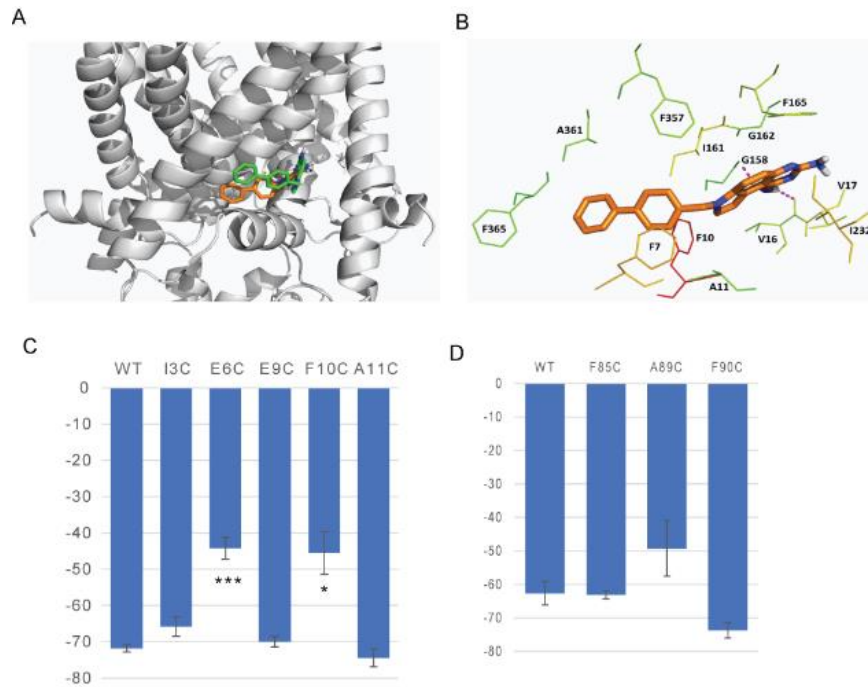 A
B
F357
F165
A361
G162
I161
G158
V17
F365
F10
F7
V16
I232
A11
C
WT I3C E6C E9C F10C A11C
0
-10
-20
-30
-40
-50
***
*
-60
-70
-80
D
WT F85C A89C F90C
0
-10
-20
-30
-40
-50
-60
-70
-80